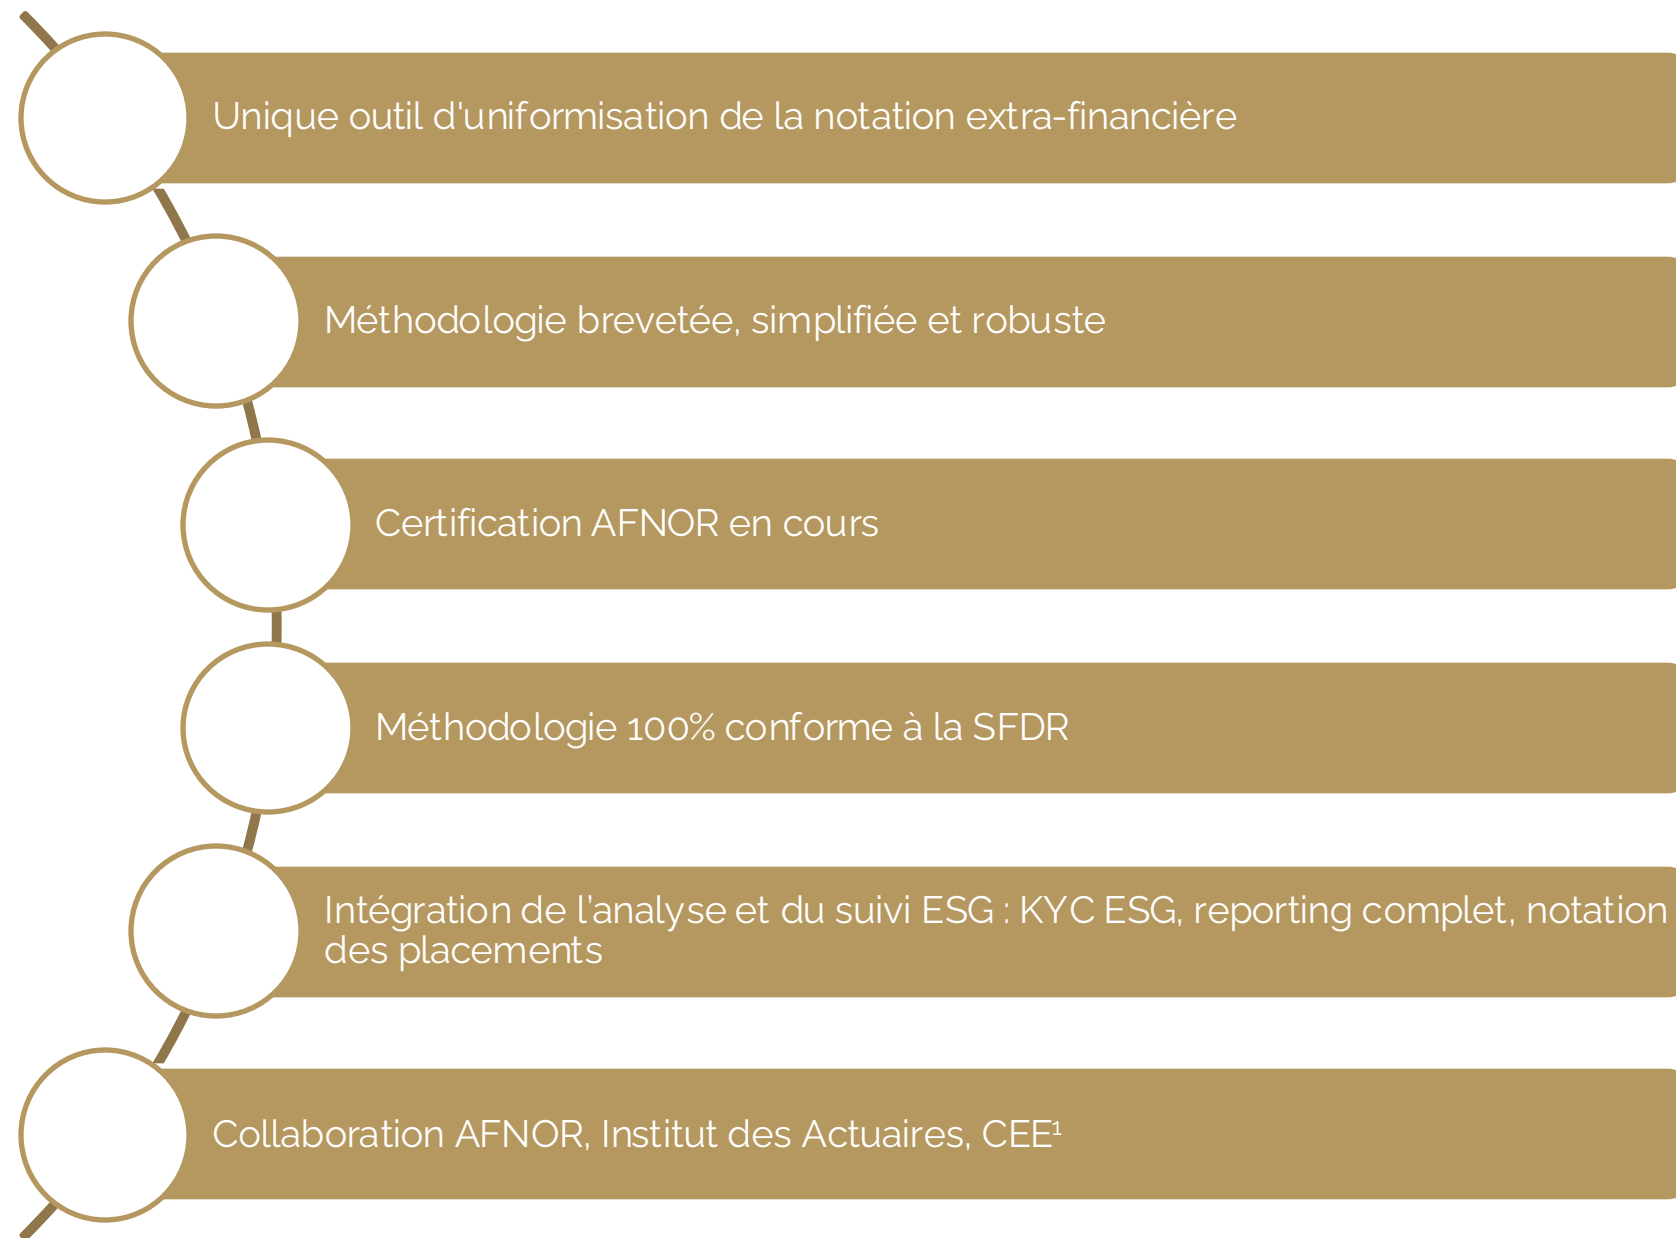 Unique outil d'uniformisation de la notation extra-financière
Méthodologie brevetée, simplifiée et robuste
Certification AFNOR en cours
Méthodologie 100% conforme à la SFDR
Intégration de l’analyse et du suivi ESG : KYC ESG, reporting complet, notation
des placements
Collaboration AFNOR, Institut des Actuaires, CEE¹